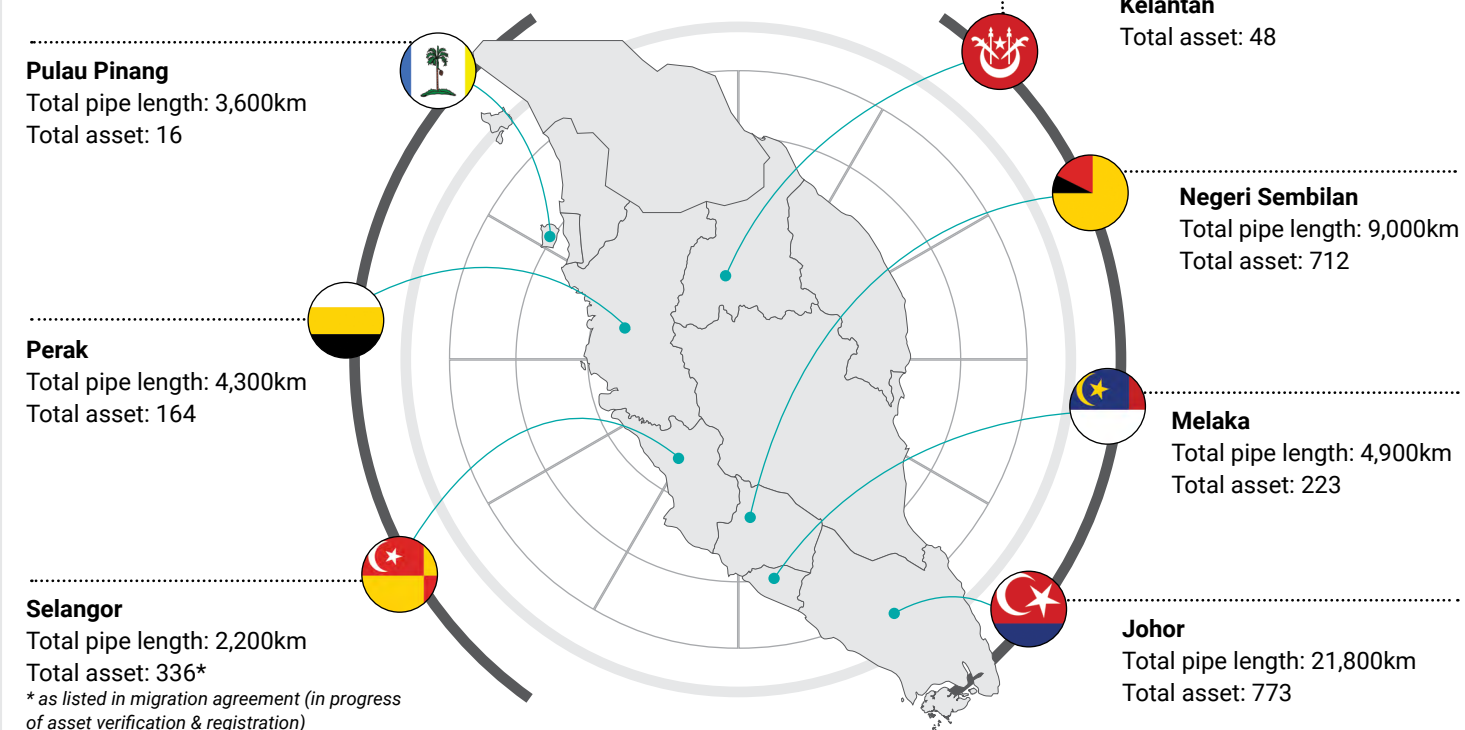 Kelantan
Total asset: 48
Pulau Pinang
Total pipe length: 3,600km
Total asset: 16
Negeri Sembilan
Total pipe length: 9,000km
Total asset: 712
Perak
Total pipe length: 4,300km
Total asset: 164
Melaka
Total pipe length: 4,900km
Total asset: 223
Selangor
Total pipe length: 2,200km
Total asset: 336*
* as listed in migration agreement (in progress
of asset verification & registration)
Johor
Total pipe length: 21,800km
Total asset: 773